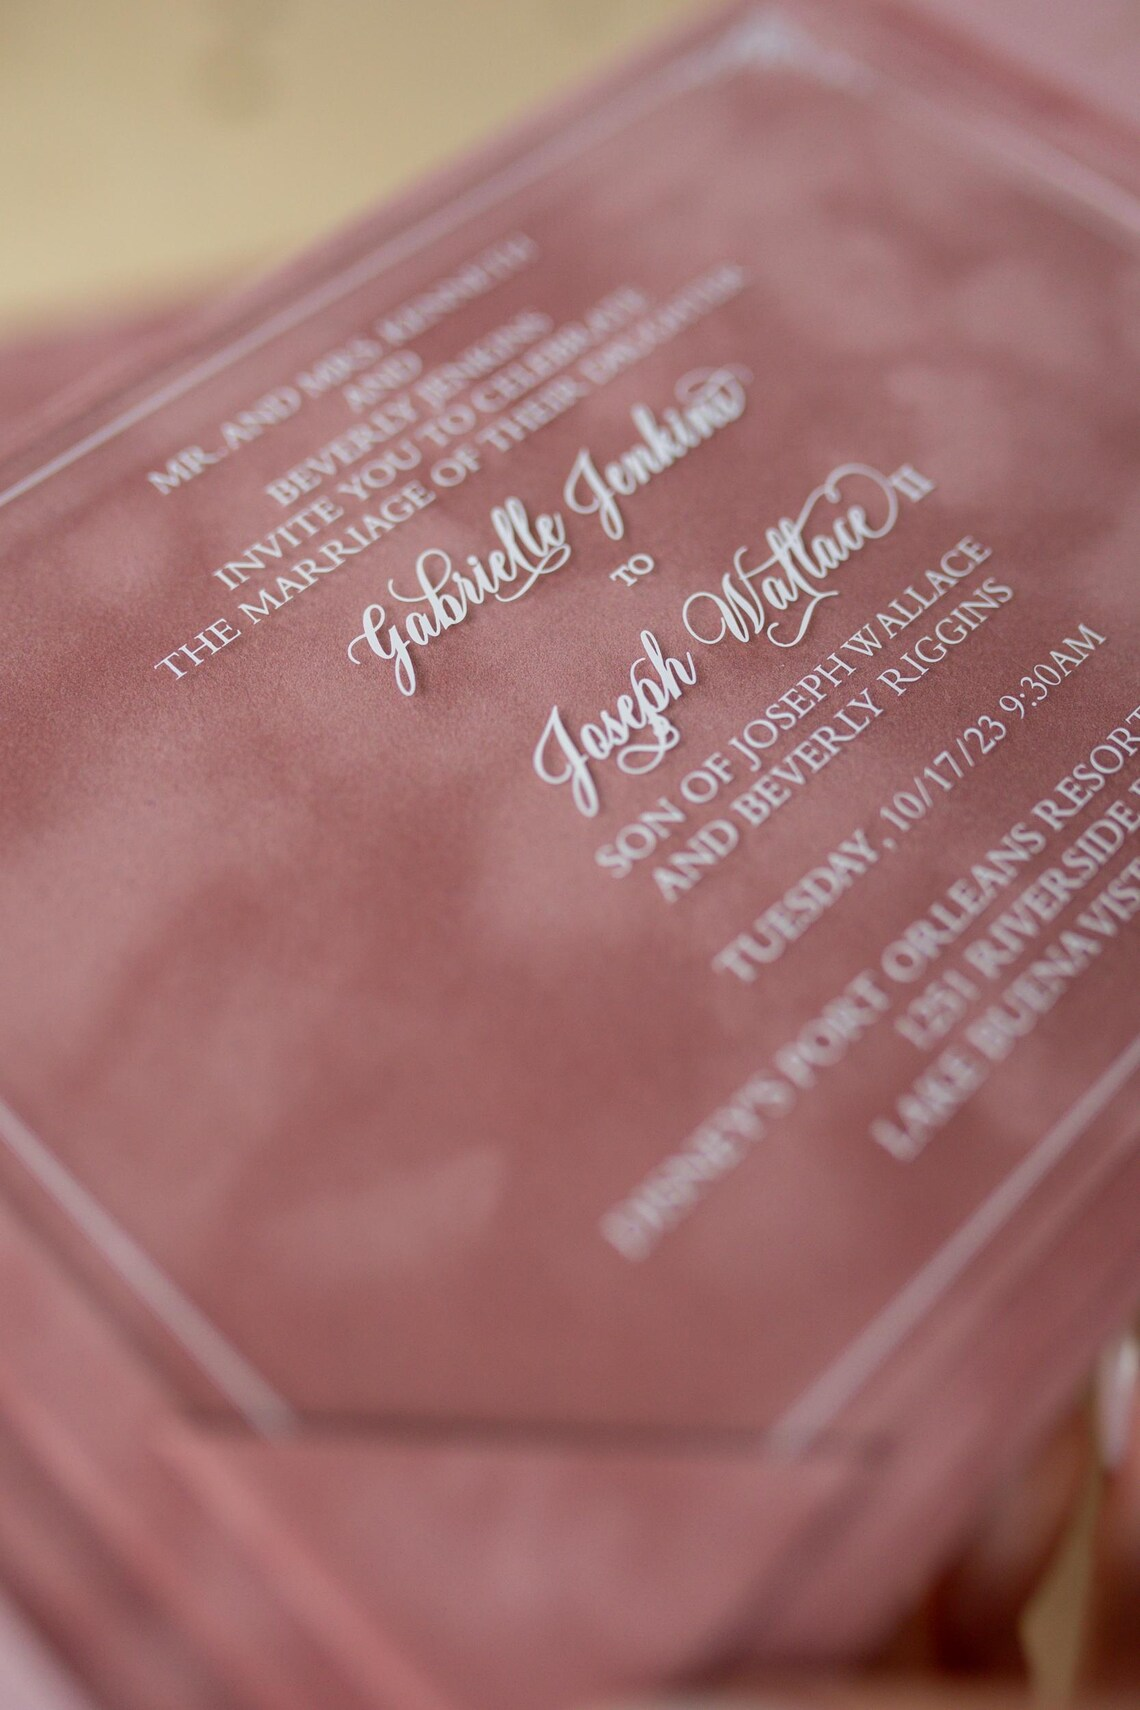 MR. AND MRS. KENNETH
AND
BEVERLY JENKINS
INVITE YOU TO CELEBRATE
THE MARRIAGE OF THEIR DAUGHTER
Gabrielle Jenkins
TO
Joseph Wallace II
SON OF JOSEPH WALLACE
AND BEVERLY RIGGINS
TUESDAY, 10/17/23 9:30AM
DISNEY'S PORT ORLEANS RESORT
1251 RIVERSIDE
LAKE BUENA